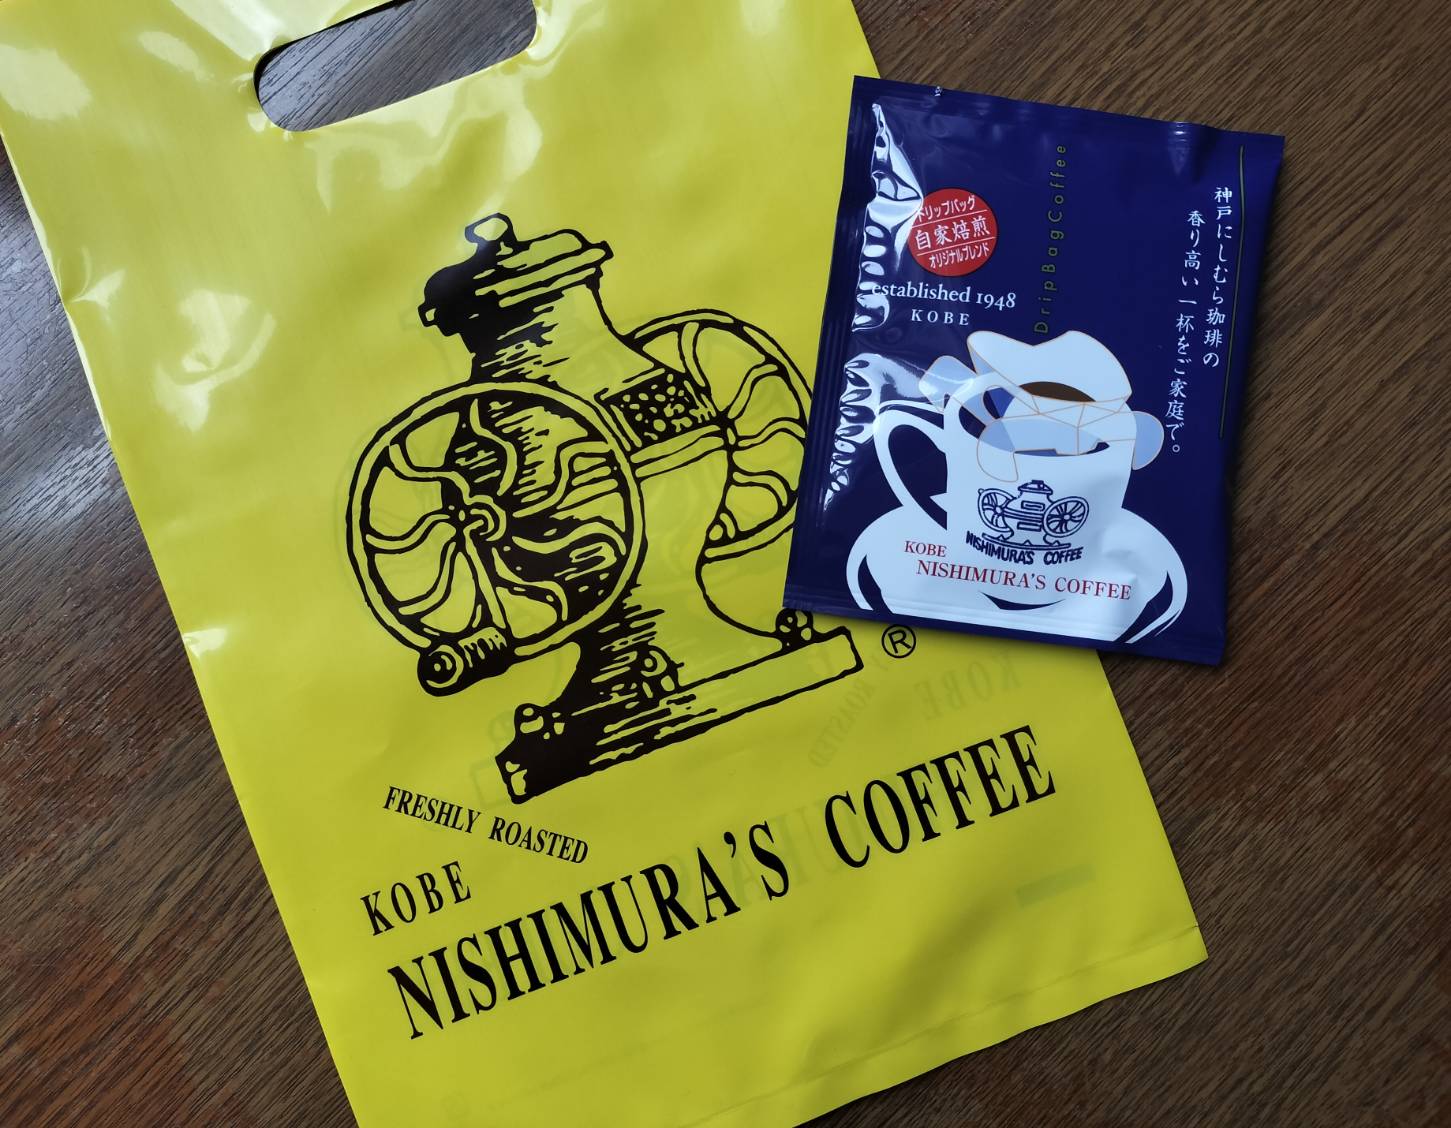 FRESHLY ROASTED
KOBE
NISHIMURA'S COFFEE
®
ドリップバッグ
自家焙煎
オリジナルブレンド
established 1948
KOBE
DripBagCoffee
神戸にしむら珈琲の
香り高い一杯をご家庭で。
NISHIMURA'S COFFEE
KOBE
NISHIMURA'S COFFEE
KOBE
ROASTED